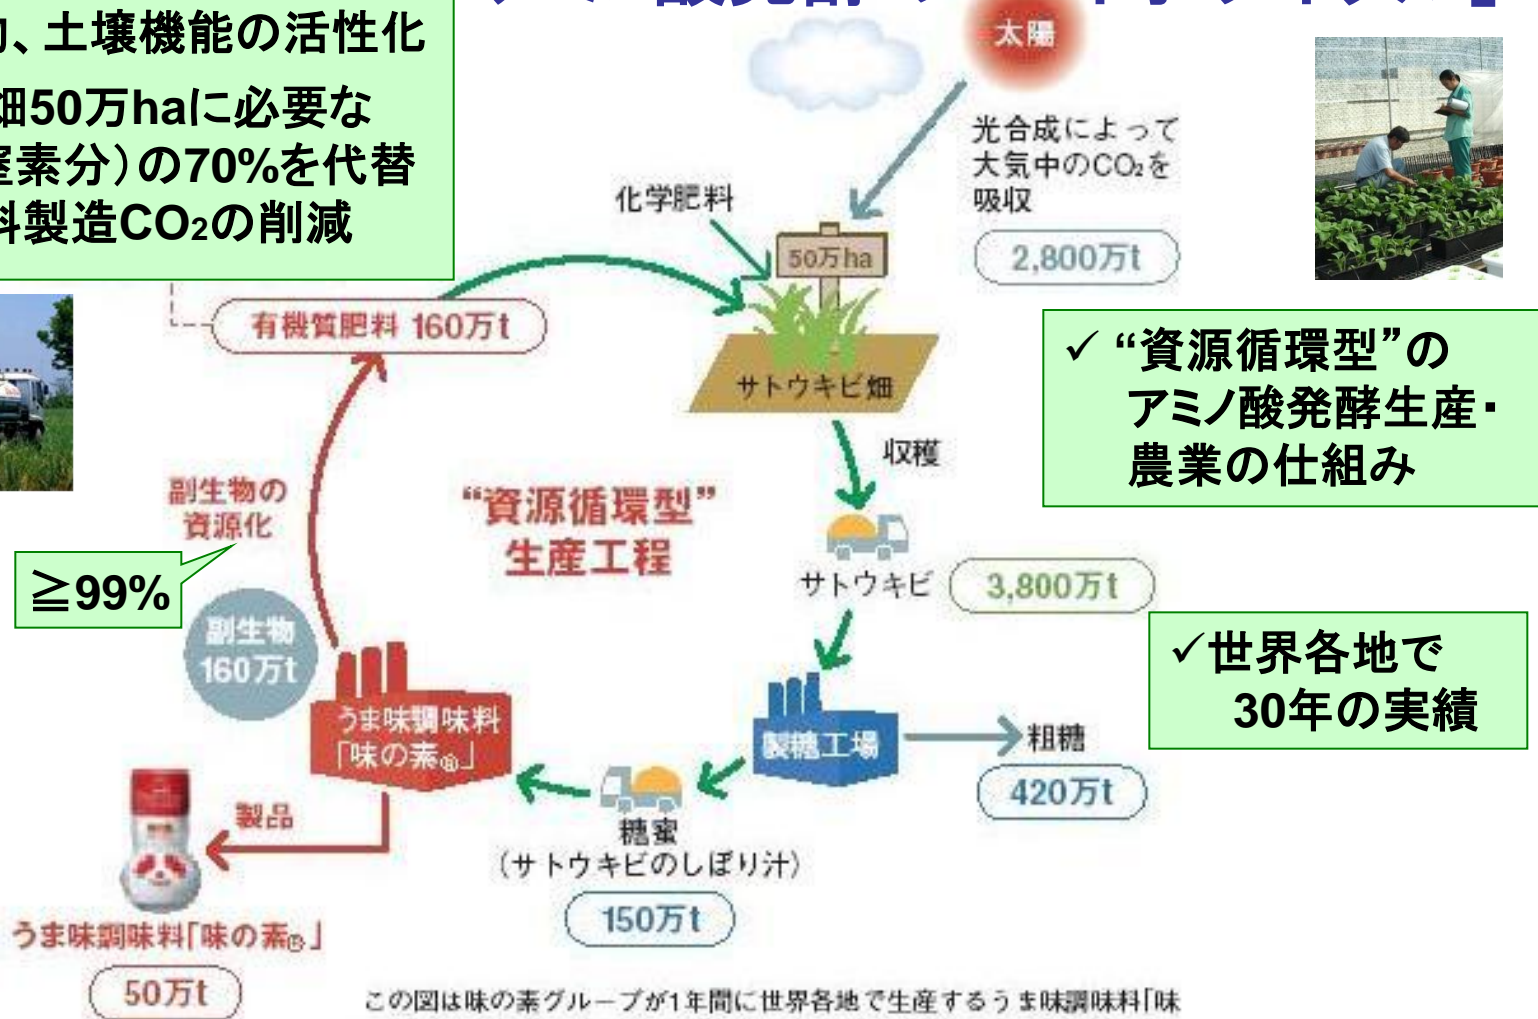 太陽
、土壌機能の活性化
畑50万haに必要な
窒素分）の70%を代替
料製造CO₂の削減
光合成によって
大気中のCO₂を
吸収
2,800万t
化学肥料
50万ha
有機質肥料 160万t
サトウキビ畑
✓ “資源循環型”の
アミノ酸発酵生産・
農業の仕組み
収穫
副生物の
資源化
“資源循環型”
生産工程
≧99%
サトウキビ
3,800万t
副生物
160万t
✓世界各地で
30年の実績
うま味調味料
「味の素®」
製糖工場
粗糖
420万t
製品
糖蜜
（サトウキビのしぼり汁）
150万t
うま味調味料「味の素®」
50万t
この図は味の素グループが1年間に世界各地で生産するうま味調味料「味